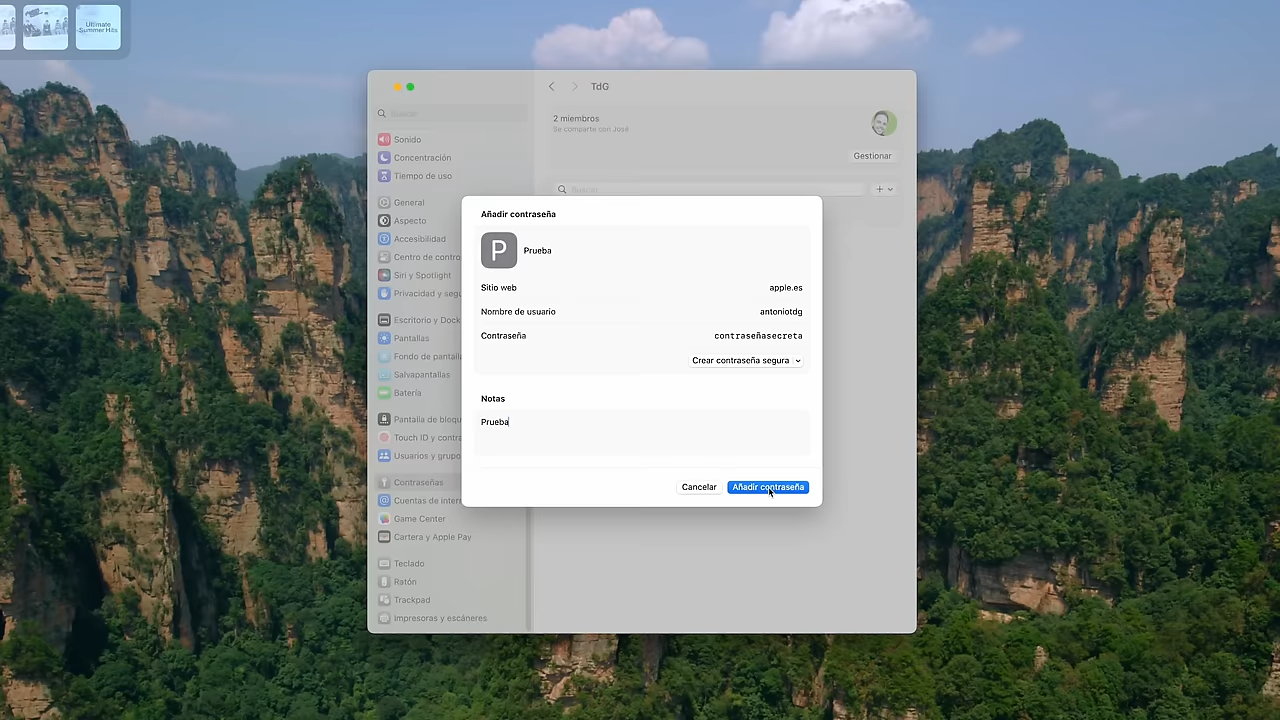 Ultimate
Summer Hits
TdG
Buscar
2 miembros
Se comparte con José
Gestionar
Buscar
Sonido
Concentración
Tiempo de uso
General
Aspecto
Accesibilidad
Centro de contro
Siri y Spotlight
Privacidad y segu
Escritorio y Dock
Pantallas
Fondo de pantalla
Salvapantallas
Batería
Pantalla de bloqu
Touch ID y contra
Usuarios y grupo
Contraseñas
Cuentas de intern
Game Center
Cartera y Apple Pay
Teclado
Ratón
Trackpad
Impresoras y escáneres
Añadir contraseña
P Prueba
Sitio web apple.es
Nombre de usuario antoniotdg
Contraseña contraseñasecreta
Crear contraseña segura
Notas
Prueba
Cancelar Añadir contraseña